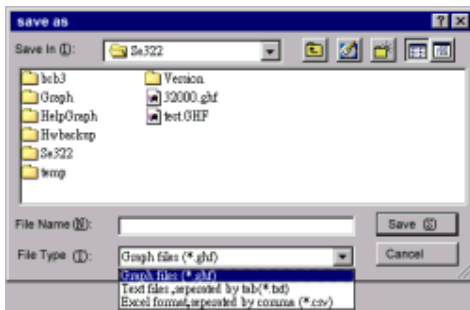 save as
Save In (I):
Se322
bcb3
Graph
HelpGraph
Hwbackup
Se322
temp
Version
32000.ghf
test.GHF
File Name (N):
Save (S)
File Type (T):
Graph files (*.ghf)
Cancel
Graph files (*.ghf)
Text files ,seperated by tab(*.txt)
Excel format,seperated by comma (*.csv)